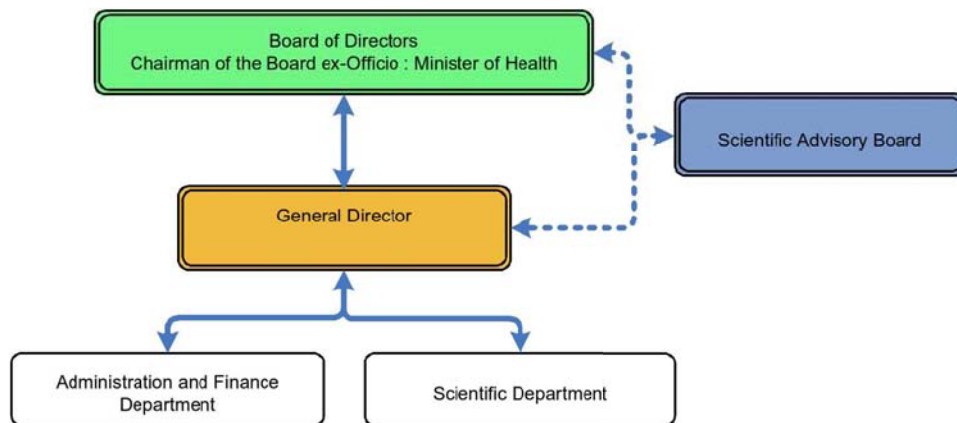 Board of Directors
Chairman of the Board ex-Officio : Minister of Health
Scientific Advisory Board
General Director
Administration and Finance
Department
Scientific Department